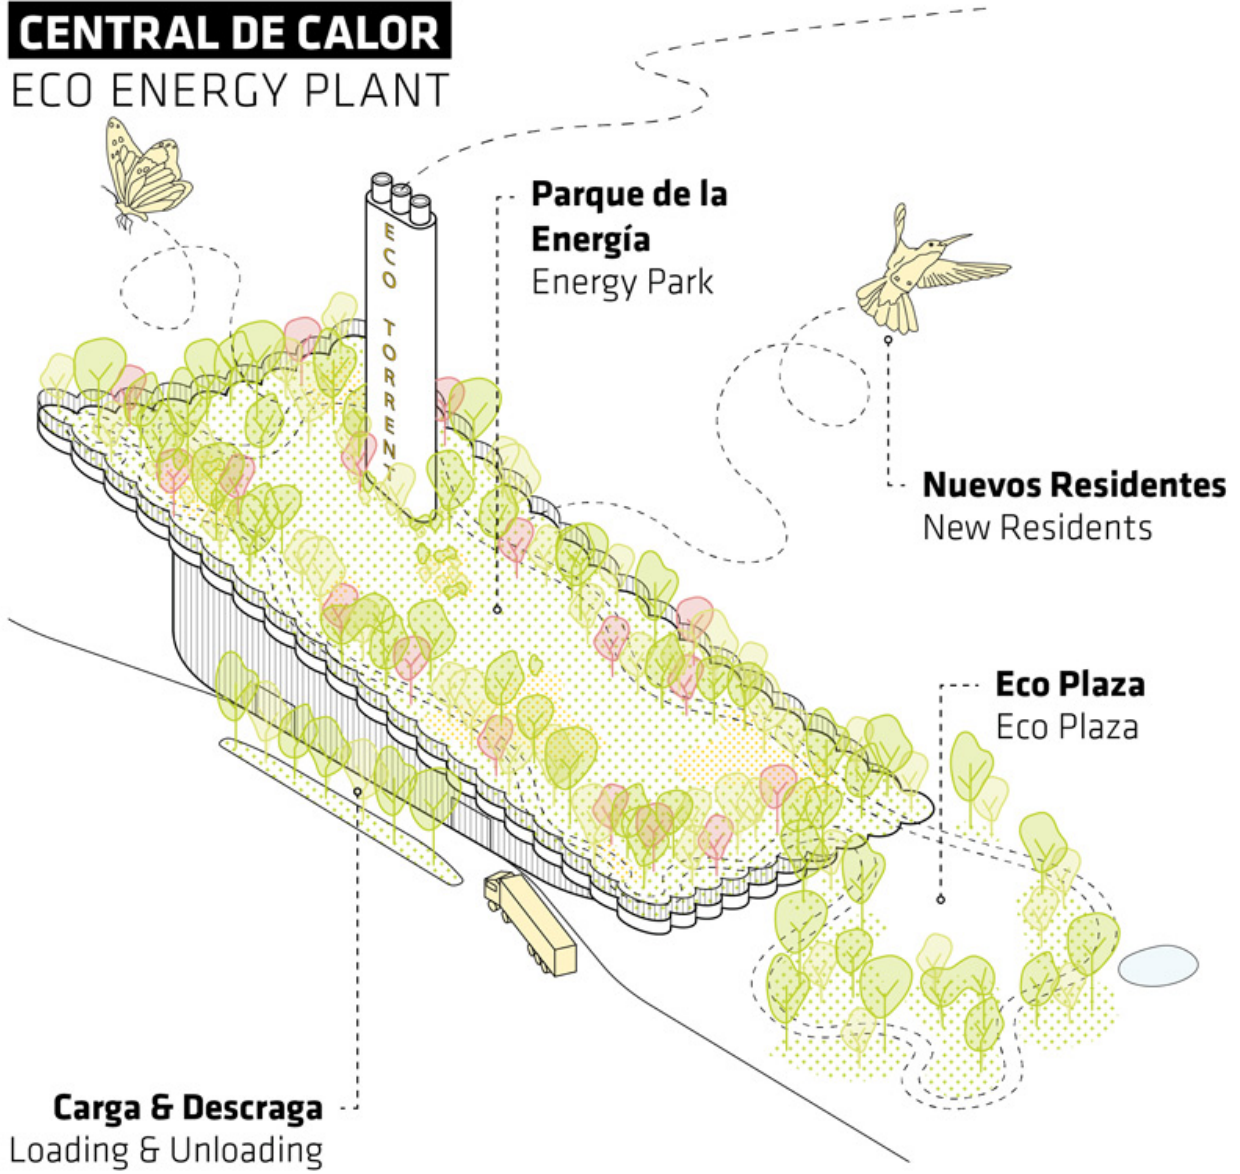 CENTRAL DE CALOR
ECO ENERGY PLANT
Parque de la
Energía
Energy Park
ECO TORRENT
Nuevos Residentes
New Residents
Eco Plaza
Eco Plaza
Carga & Descraga
Loading & Unloading